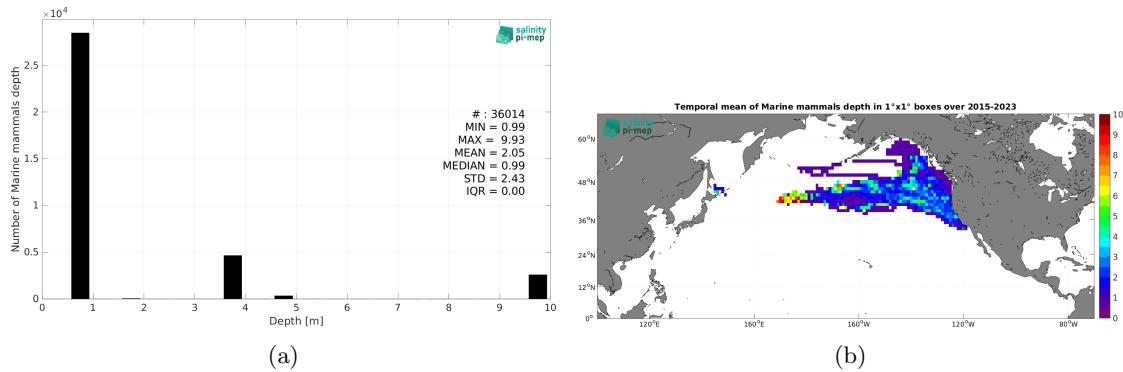 ×10⁴
salinity
pi-mep
Number of Marine mammals depth
2.5
2
1.5
1
0.5
0
# : 36014
MIN = 0.99
MAX = 9.93
MEAN = 2.05
MEDIAN = 0.99
STD = 2.43
IQR = 0.00
0 1 2 3 4 5 6 7 8 9 10
Depth [m]
(a)
Temporal mean of Marine mammals depth in 1°x1° boxes over 2015-2023
salinity
pi-mep
60°N
48°N
36°N
24°N
12°N
0°
120°E 160°E 160°W 120°W 80°W
10
9
8
7
6
5
4
3
2
1
0
(b)